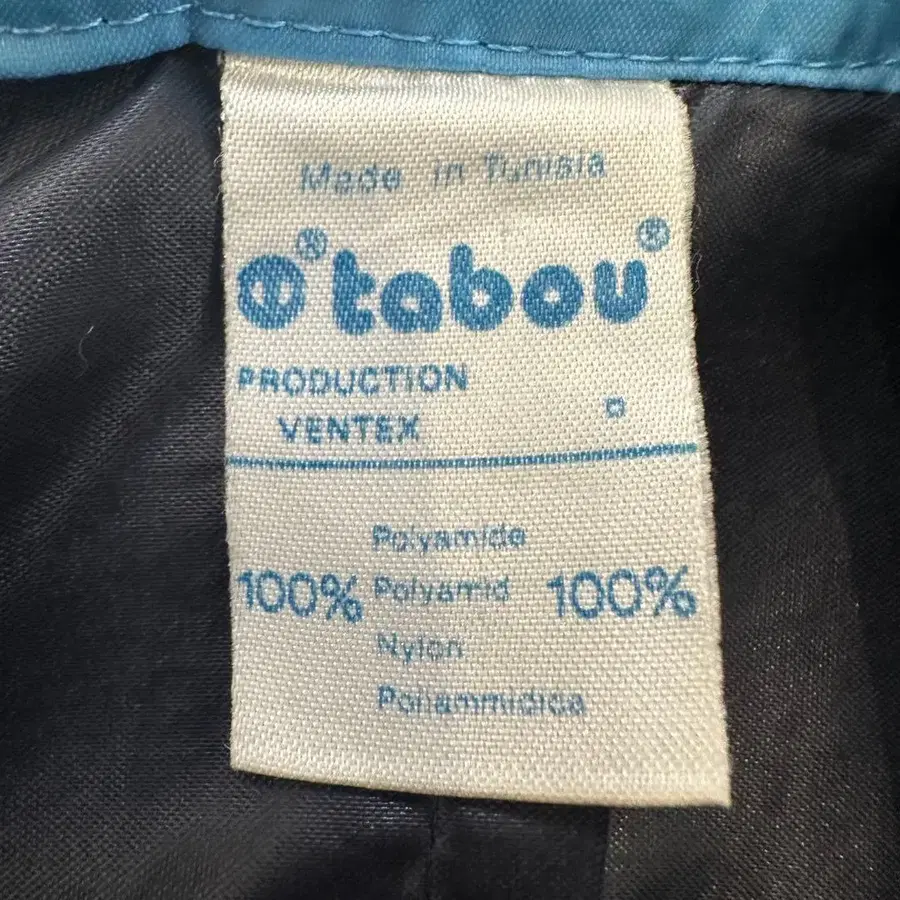 Made in Tunisia
®tabou®
PRODUCTION
VENTEX
Polyamide
100% Polyamid 100%
Nylon
Poliammidica